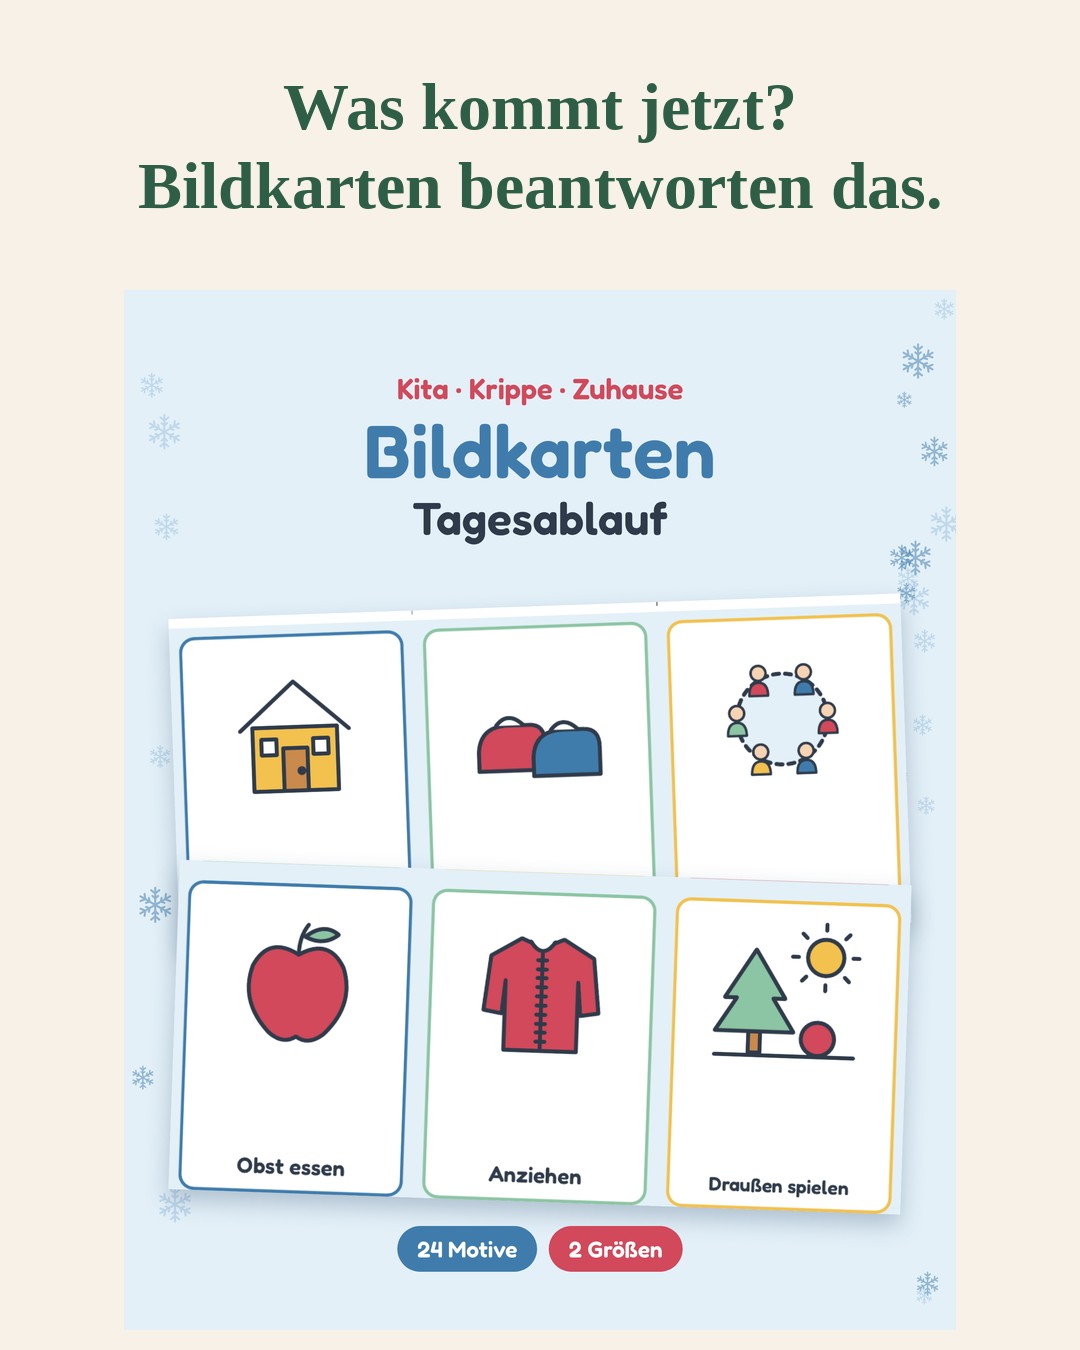 Was kommt jetzt?
Bildkarten beantworten das.
Kita · Krippe · Zuhause
Bildkarten
Tagesablauf
Obst essen
Anziehen
Draußen spielen
24 Motive
2 Größen